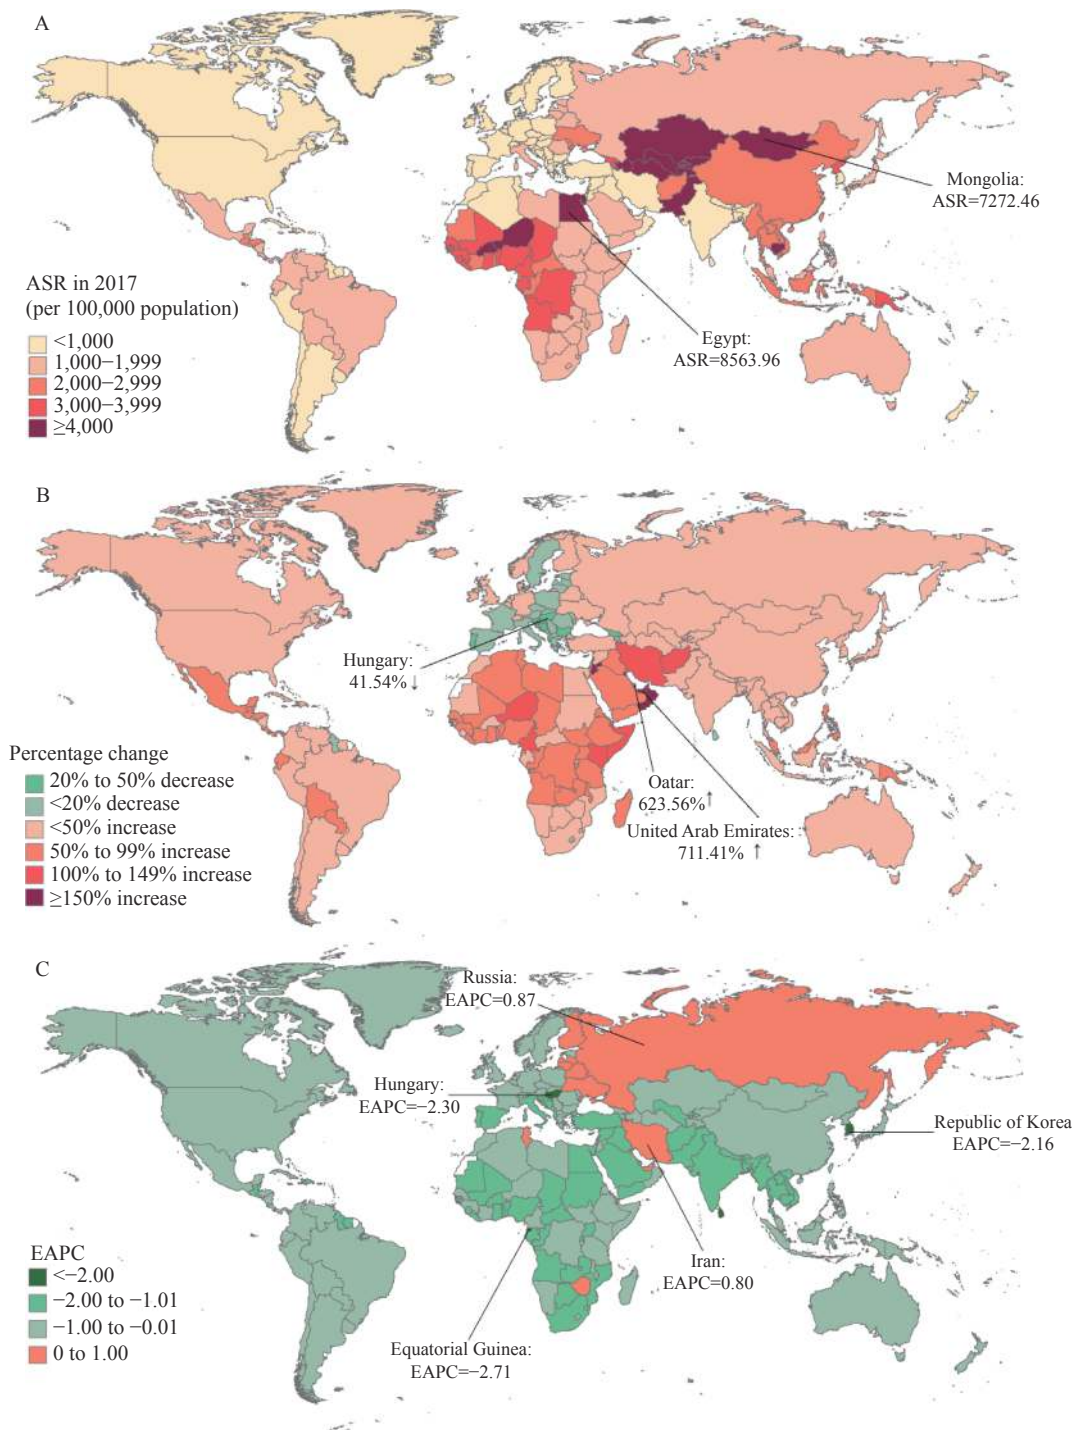 A
Mongolia:
ASR=7272.46
Egypt:
ASR=8563.96
ASR in 2017
(per 100,000 population)
<1,000
1,000−1,999
2,000−2,999
3,000−3,999
≥4,000
B
Hungary:
41.54% ↓
Qatar:
623.56% ↑
United Arab Emirates:
711.41% ↑
Percentage change
20% to 50% decrease
<20% decrease
<50% increase
50% to 99% increase
100% to 149% increase
≥150% increase
C
Russia:
EAPC=0.87
Hungary:
EAPC=−2.30
Republic of Korea
EAPC=−2.16
Iran:
EAPC=0.80
Equatorial Guinea:
EAPC=−2.71
EAPC
<−2.00
−2.00 to −1.01
−1.00 to −0.01
0 to 1.00